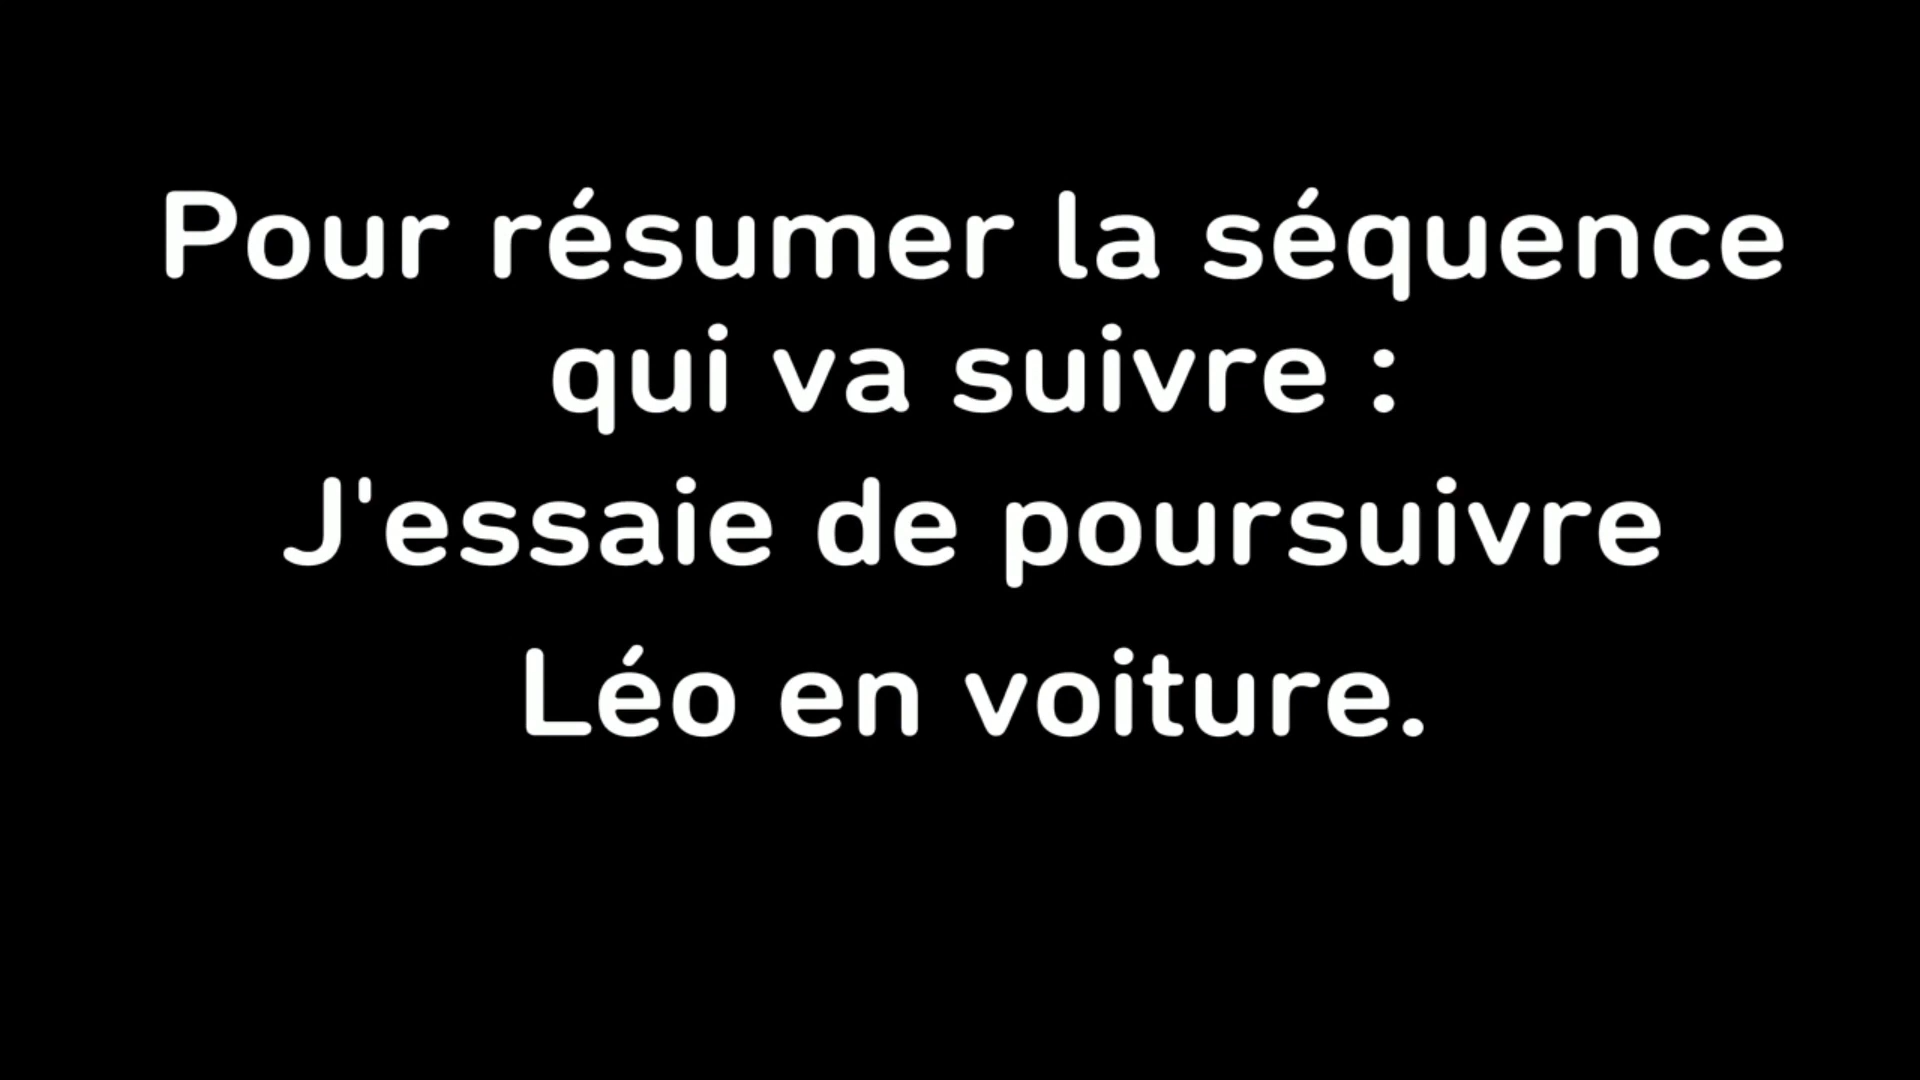 Pour résumer la séquence
qui va suivre :
J'essaie de poursuivre
Léo en voiture.